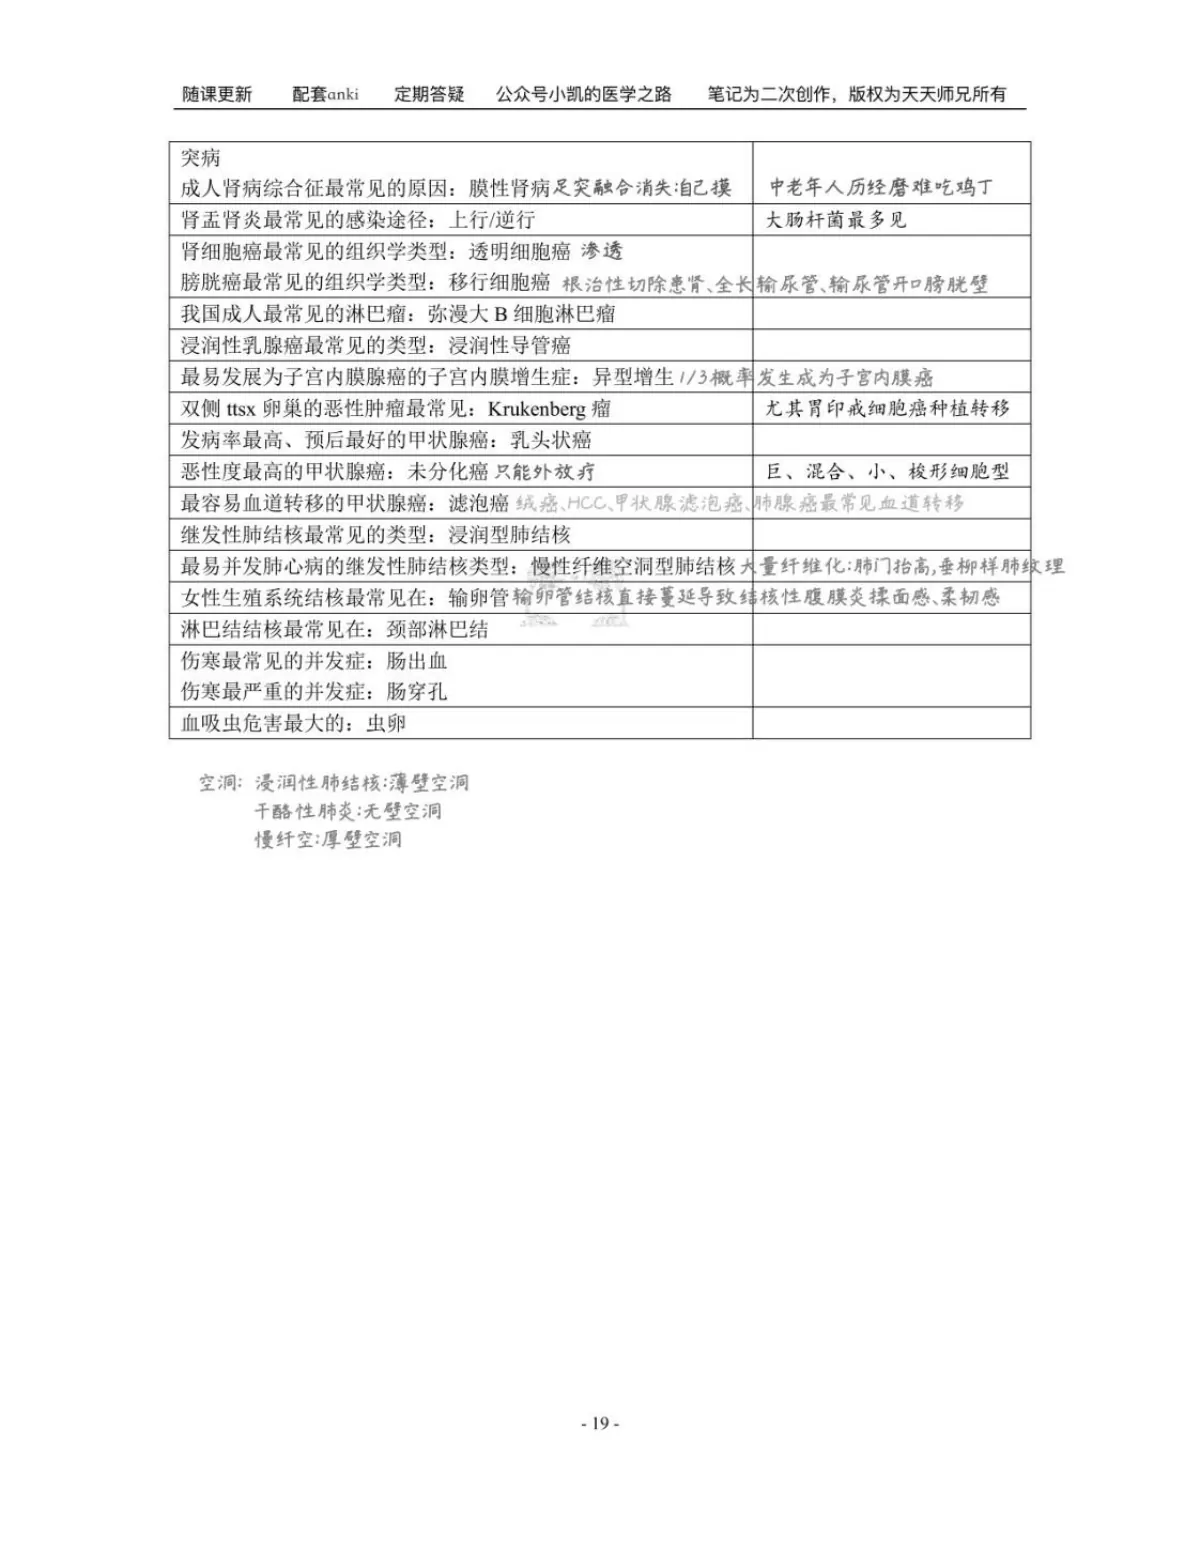 随课更新 配套anki 定期答疑 公众号小凯的医学之路 笔记为二次创作，版权为天天师兄所有
突病
成人肾病综合征最常见的原因：膜性肾病足突融合消失:自己摸 中老年人历经磨难吃鸡丁
肾盂肾炎最常见的感染途径：上行/逆行 大肠杆菌最多见
肾细胞癌最常见的组织学类型：透明细胞癌 渗透
膀胱癌最常见的组织学类型：移行细胞癌 根治性切除患肾、全长输尿管、输尿管开口膀胱壁
我国成人最常见的淋巴瘤：弥漫大 B 细胞淋巴瘤
浸润性乳腺癌最常见的类型：浸润性导管癌
最易发展为子宫内膜腺癌的子宫内膜增生症：异型增生 1/3概率发生成为子宫内膜癌
双侧 ttsx 卵巢的恶性肿瘤最常见：Krukenberg 瘤 尤其胃印戒细胞癌种植转移
发病率最高、预后最好的甲状腺癌：乳头状癌
恶性度最高的甲状腺癌：未分化癌 只能外放疗 巨、混合、小、梭形细胞型
最容易血道转移的甲状腺癌：滤泡癌 绒癌、HCC、甲状腺滤泡癌、肺腺癌最常见血道转移
继发性肺结核最常见的类型：浸润型肺结核
最易并发肺心病的继发性肺结核类型：慢性纤维空洞型肺结核 大量纤维化:肺门抬高,垂柳样肺纹理
女性生殖系统结核最常见在：输卵管 输卵管结核直接蔓延导致结核性腹膜炎揉面感、柔韧感
淋巴结结核最常见在：颈部淋巴结
伤寒最常见的并发症：肠出血
伤寒最严重的并发症：肠穿孔
血吸虫危害最大的：虫卵
空洞: 浸润性肺结核:薄壁空洞
干酪性肺炎:无壁空洞
慢纤空:厚壁空洞
- 19 -